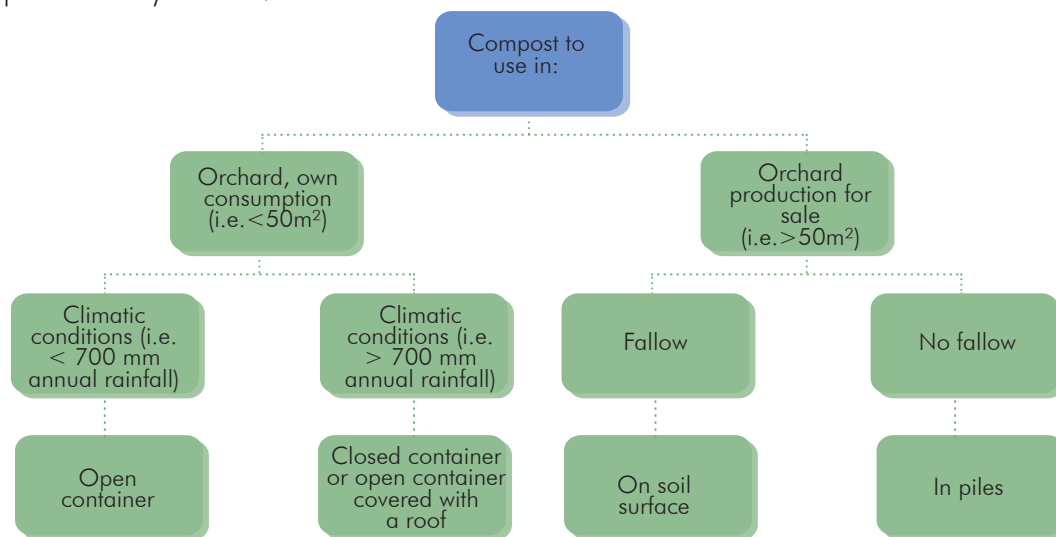 Compost to
use in:
Orchard, own
consumption
(i.e.<50m²)
Orchard
production for
sale
(i.e.>50m²)
Climatic
conditions (i.e.
< 700 mm
annual rainfall)
Climatic
conditions (i.e.
> 700 mm
annual rainfall)
Fallow
No fallow
Open
container
Closed container
or open container
covered with
a roof
On soil
surface
In piles